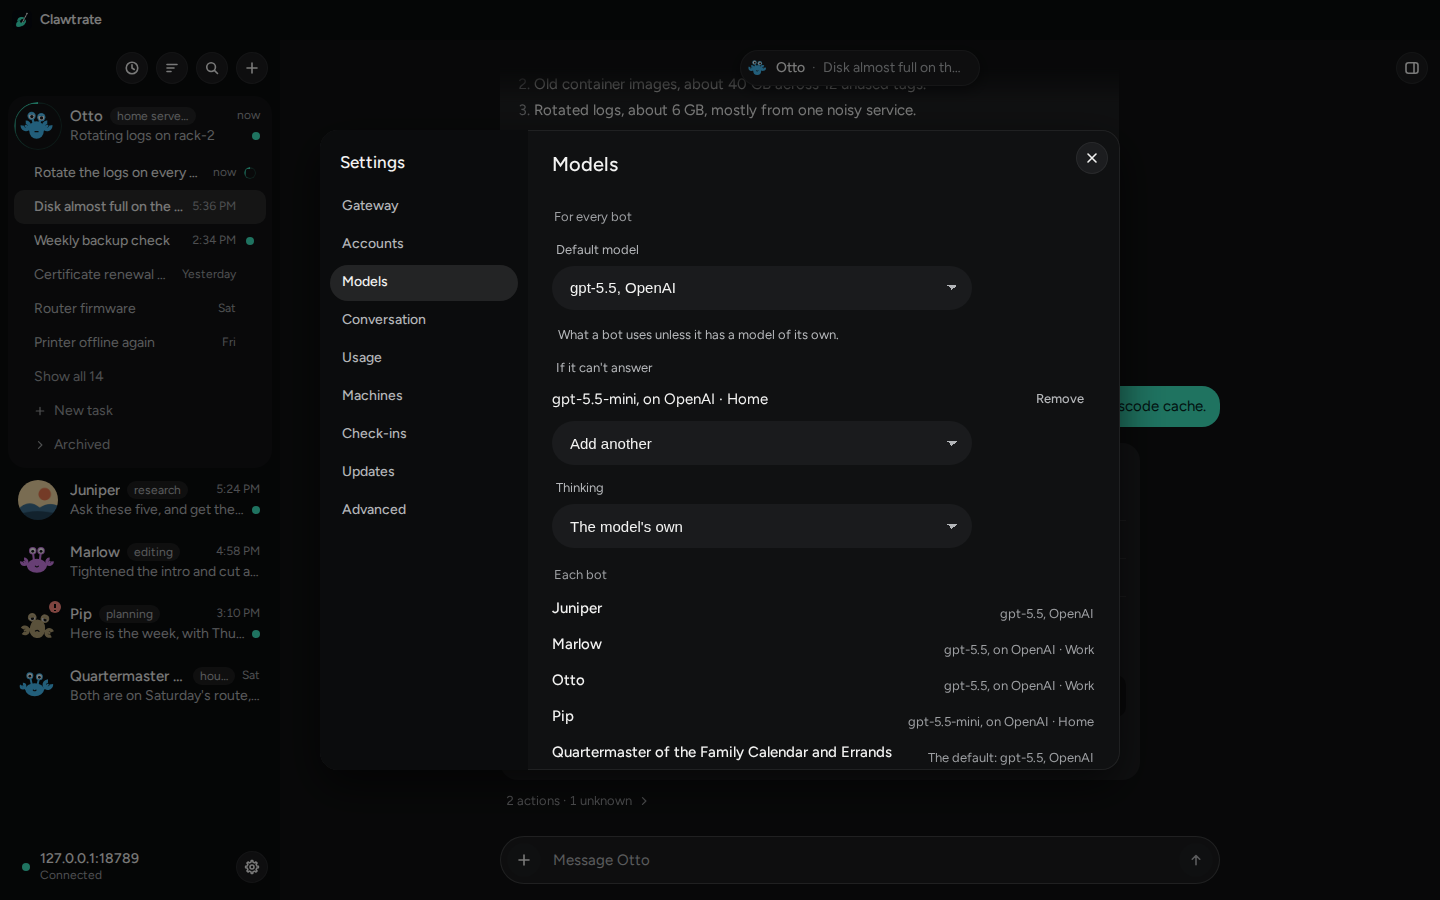 Clawtrate
Otto home serve... now
Rotating logs on rack-2
Rotate the logs on every ... now
Disk almost full on the ... 5:36 PM
Weekly backup check 2:34 PM
Certificate renewal ... Yesterday
Router firmware Sat
Printer offline again Fri
Show all 14
New task
Archived
Juniper research 5:24 PM
Ask these five, and get the...
Marlow editing 4:58 PM
Tightened the intro and cut a...
Pip planning 3:10 PM
Here is the week, with Thu...
Quartermaster ... hou... Sat
Both are on Saturday's route,...
127.0.0.1:18789
Connected
Otto · Disk almost full on th...
2. Old container images, about 40 GB across 12 unused tags.
3. Rotated logs, about 6 GB, mostly from one noisy service.
scode cache.
Settings
Gateway
Accounts
Models
Conversation
Usage
Machines
Check-ins
Updates
Advanced
Models
For every bot
Default model
gpt-5.5, OpenAI
What a bot uses unless it has a model of its own.
If it can't answer
gpt-5.5-mini, on OpenAI · Home Remove
Add another
Thinking
The model's own
Each bot
Juniper gpt-5.5, OpenAI
Marlow gpt-5.5, on OpenAI · Work
Otto gpt-5.5, on OpenAI · Work
Pip gpt-5.5-mini, on OpenAI · Home
Quartermaster of the Family Calendar and Errands The default: gpt-5.5, OpenAI
2 actions · 1 unknown
Message Otto